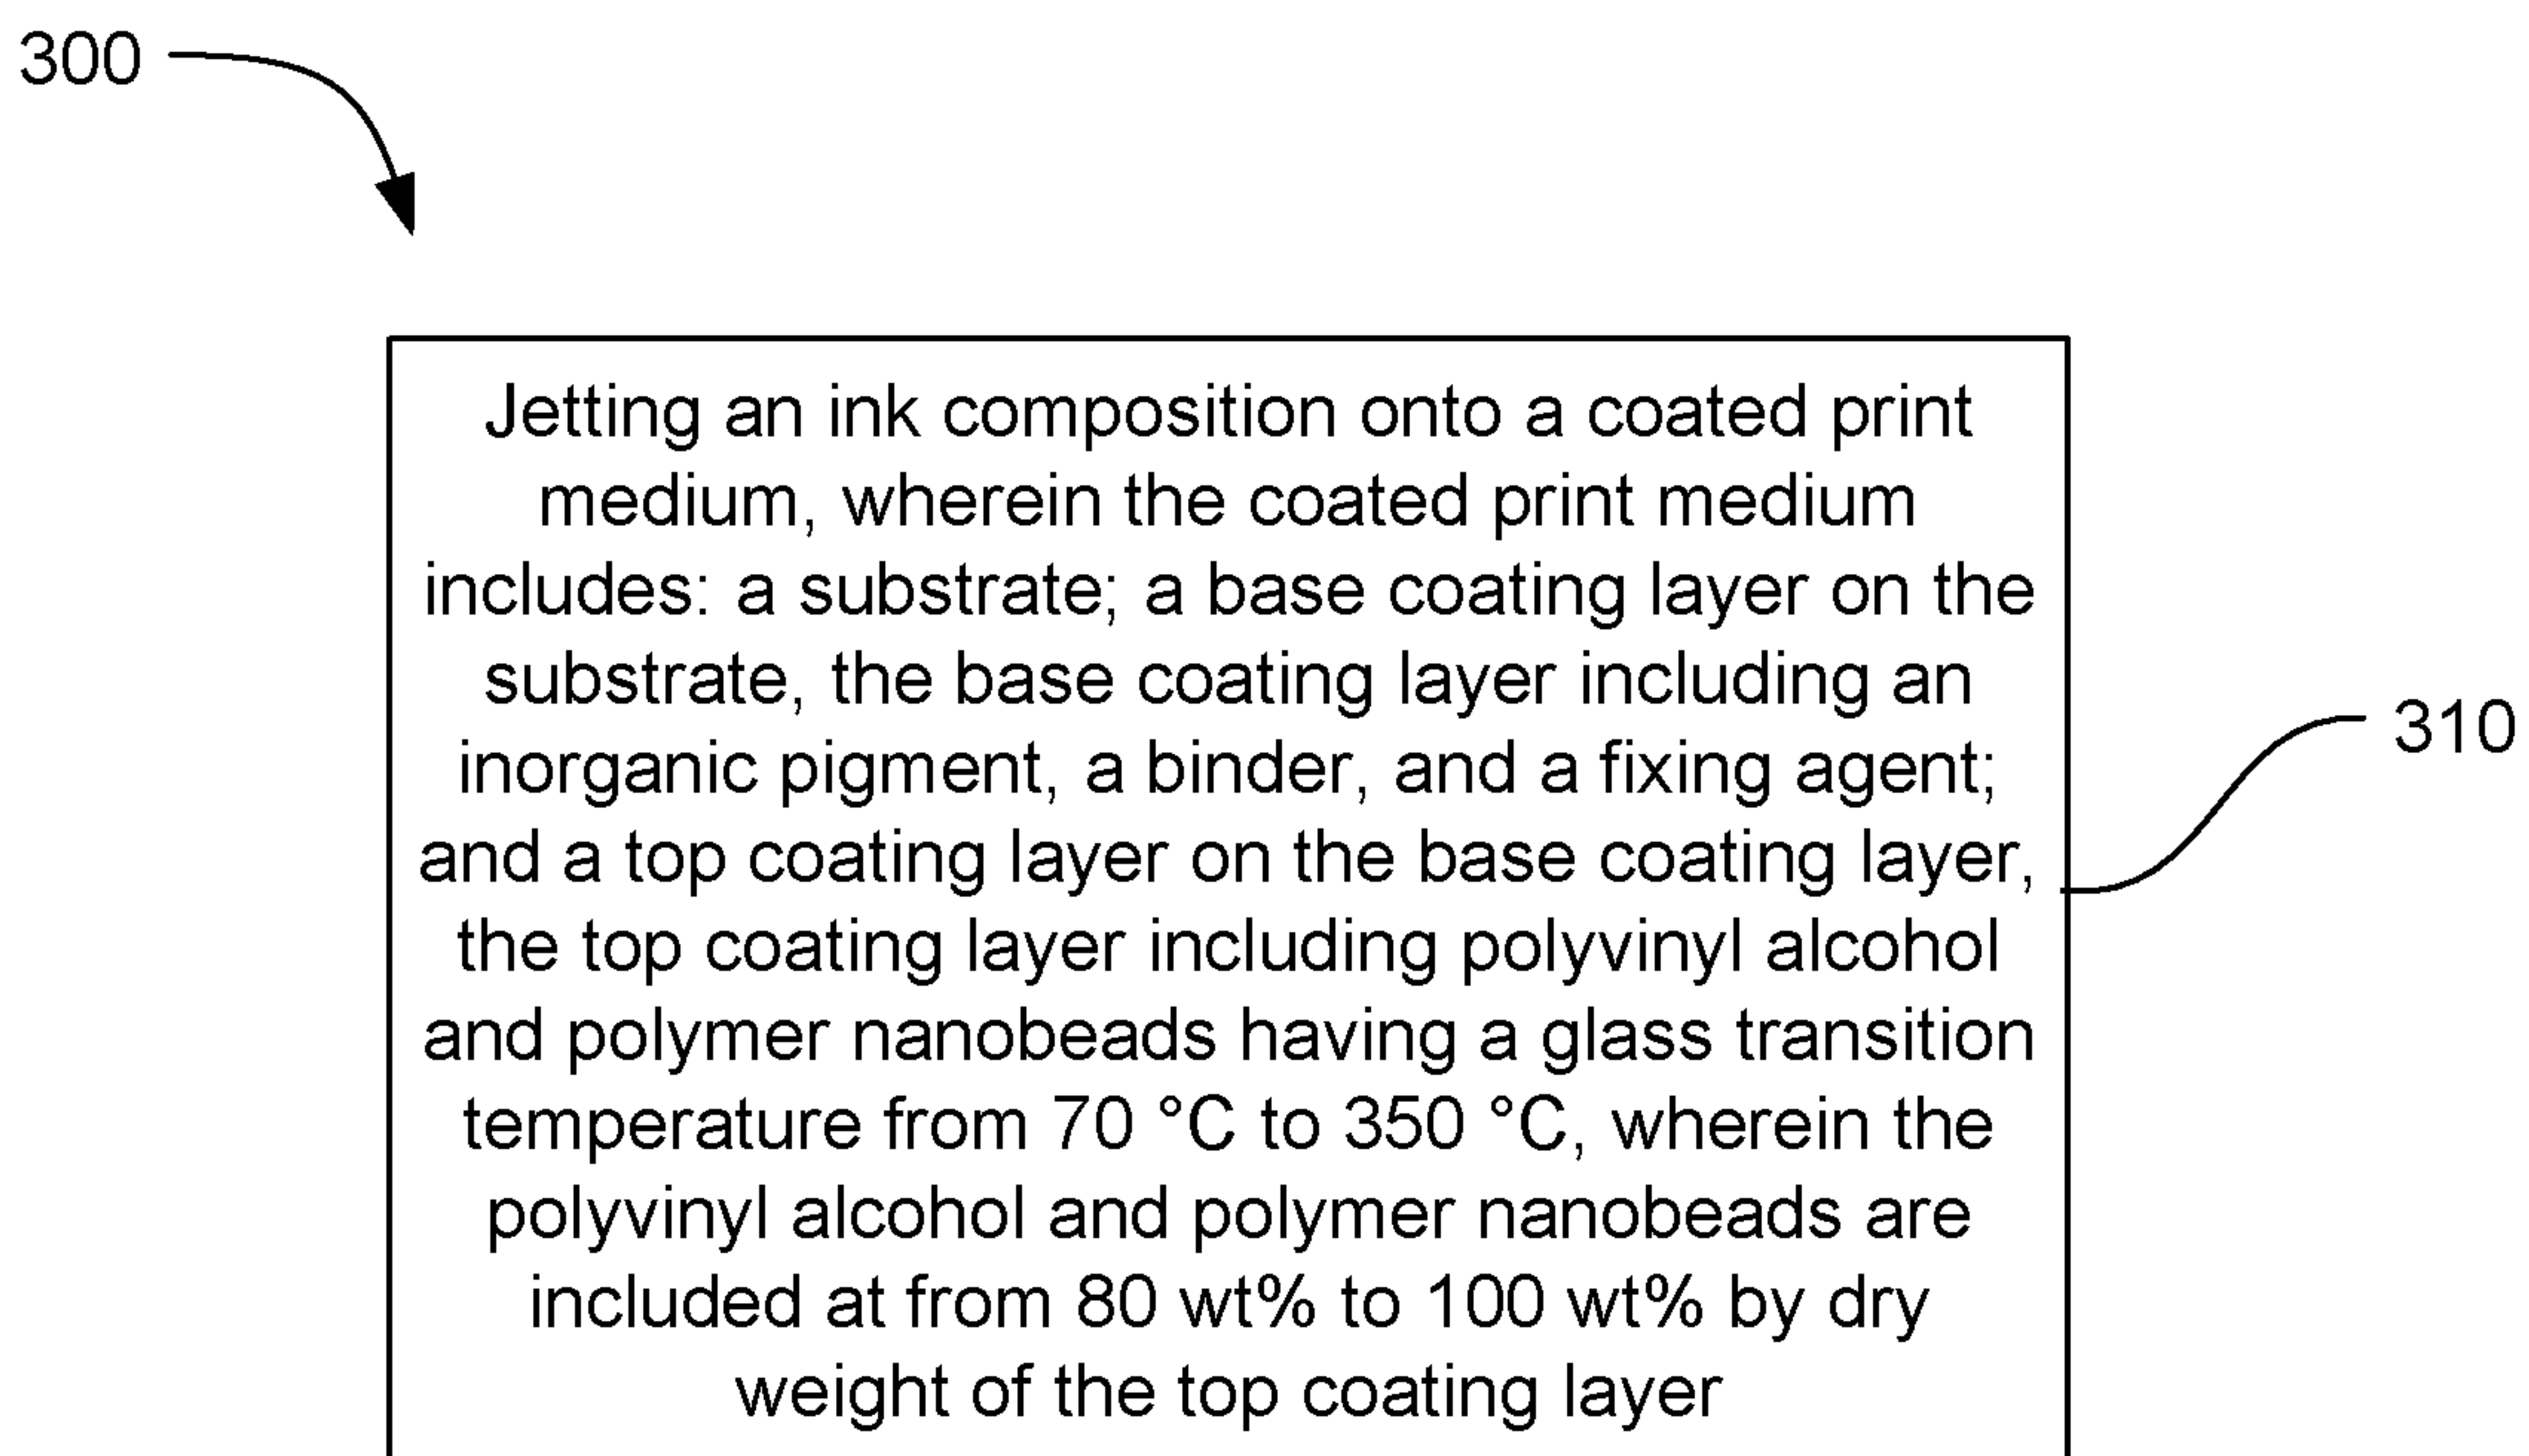 300
Jetting an ink composition onto a coated print
medium, wherein the coated print medium
includes: a substrate; a base coating layer on the
substrate, the base coating layer including an
inorganic pigment, a binder, and a fixing agent;
and a top coating layer on the base coating layer,
the top coating layer including polyvinyl alcohol
and polymer nanobeads having a glass transition
temperature from 70 °C to 350 °C, wherein the
polyvinyl alcohol and polymer nanobeads are
included at from 80 wt% to 100 wt% by dry
weight of the top coating layer
310